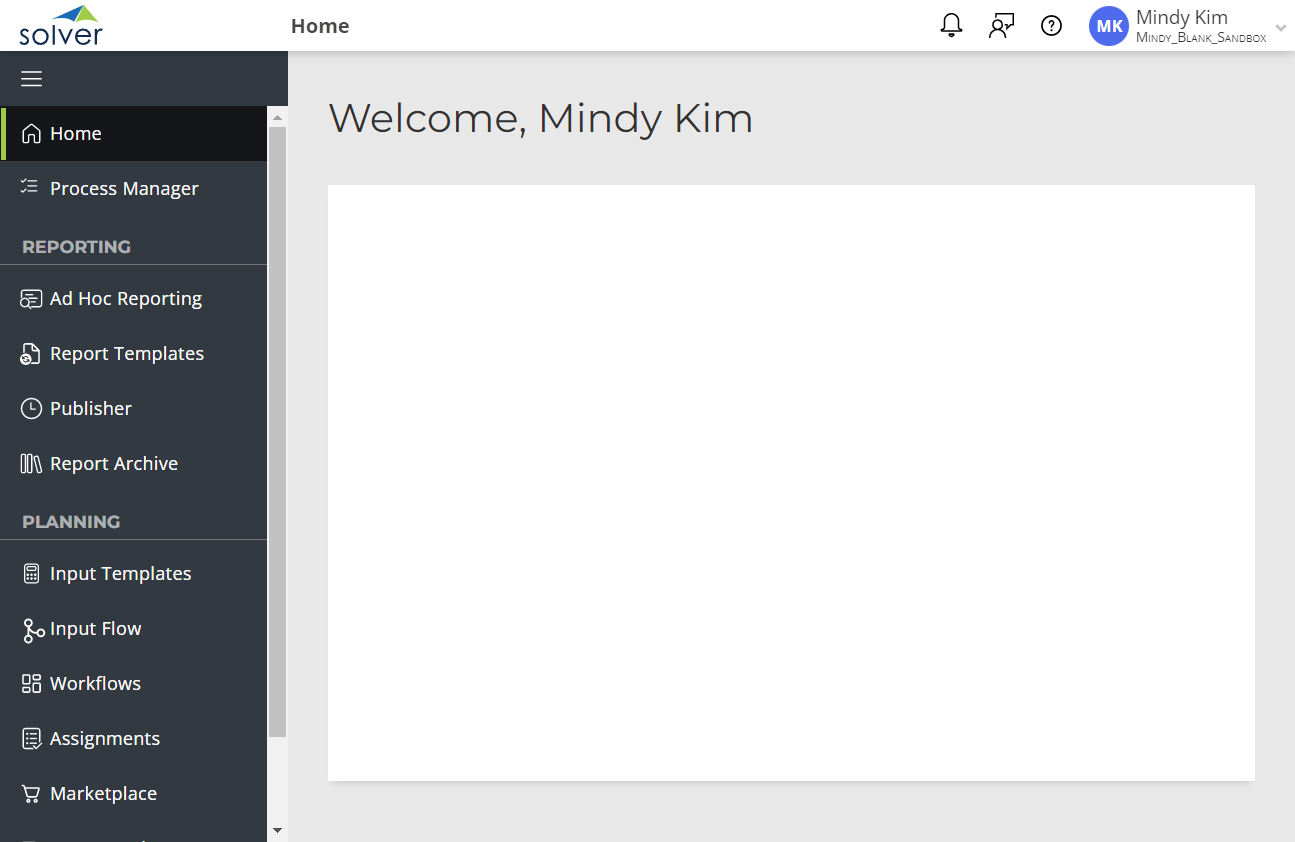 solver
Home
MK
Mindy Kim
Mindy_Blank_Sandbox
Home
Process Manager
REPORTING
Ad Hoc Reporting
Report Templates
Publisher
Report Archive
PLANNING
Input Templates
Input Flow
Workflows
Assignments
Marketplace
Welcome, Mindy Kim